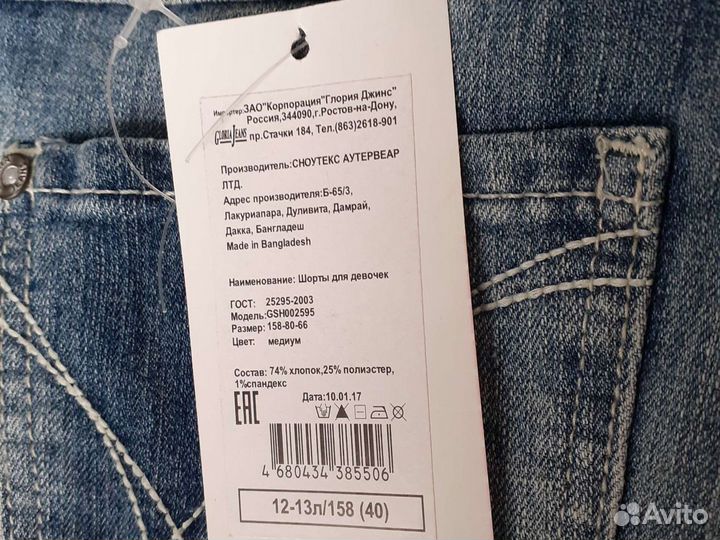 Импортер:ЗАО"Корпорация"Глория Джинс"
Россия,344090,г.Ростов-на-Дону,
GLORIA JEANS пр.Стачки 184, Тел.(863)2618-901
Производитель:СНОУТЕКС АУТЕРВЕАР
ЛТД.
Адрес производителя:Б-65/3,
Лакуриапара, Дуливита, Дамрай,
Дакка, Бангладеш
Made in Bangladesh
Наименование: Шорты для девочек
ГОСТ: 25295-2003
Модель:GSH002595
Размер: 158-80-66
Цвет: медиум
Состав: 74% хлопок,25% полиэстер,
1%спандекс
EAC
Дата:10.01.17
4 680434 385506
12-13л/158 (40)
Avito